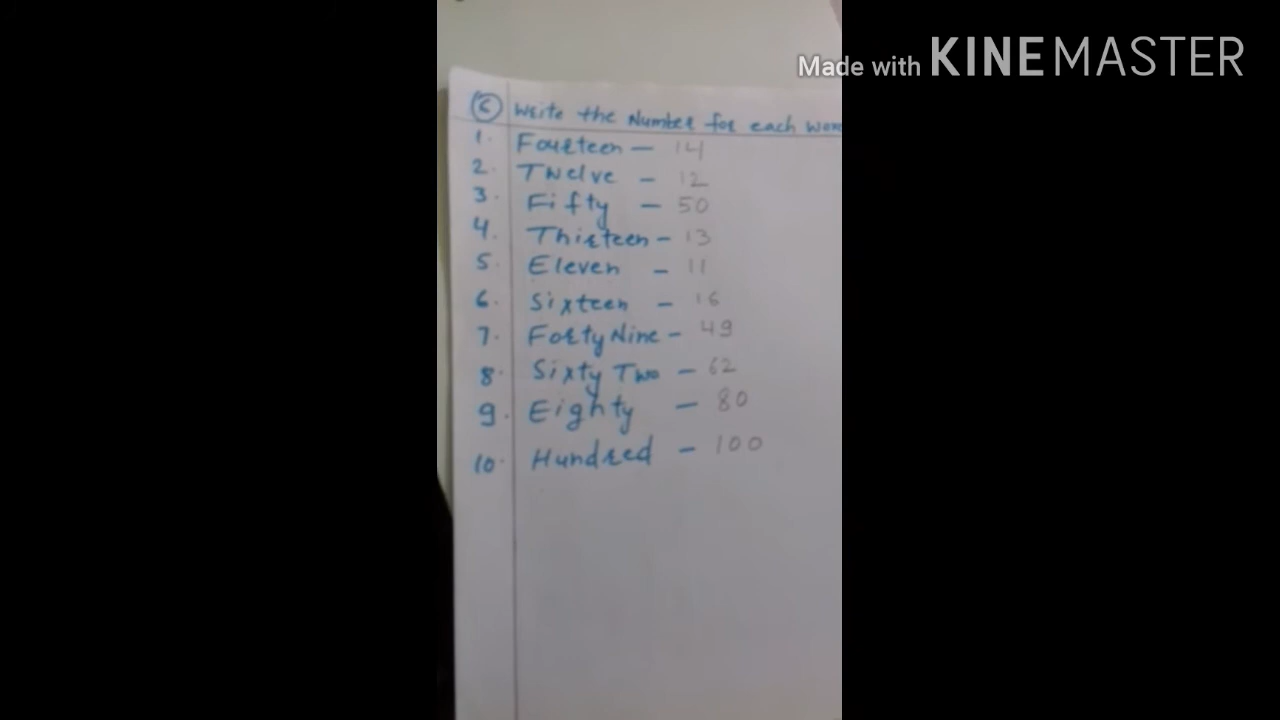 Made with KINEMASTER
6 Write the Number for each
1. Fourteen - 14
2. Twelve - 12
3. Fifty - 50
4. Thirteen - 13
5. Eleven - 11
6. Sixteen - 16
7. Forty Nine - 49
8. Sixty Two - 62
9. Eighty - 80
10. Hundred - 100